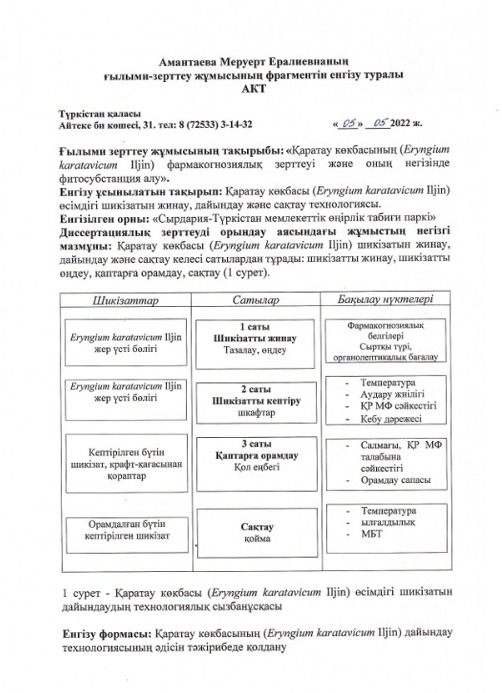 Амантаева Меруерт Ералиевнаның
ғылыми-зерттеу жұмысының фрагментін енгізу туралы
АКТ
Түркістан қаласы
Айтеке би көшесі, 31. тел: 8 (72533) 3-14-32
« 05 » 05 2022 ж.
Ғылыми зерттеу жұмысының тақырыбы: «Қаратау көкбасының (Eryngium
karatavicum Iljin) фармакогнозиялық зерттеуі және оның негізінде
фитосубстанция алу».
Енгізу ұсынылатын тақырып: Қаратау көкбасы (Eryngium karatavicum Iljin)
өсімдігі шикізатын жинау, дайындау және сақтау технологиясы.
Енгізілген орны: «Сырдария-Түркістан мемлекеттік өңірлік табиғи паркі»
Диссертациялық зерттеуді орындау аясындағы жұмыстың негізгі
мазмұны: Қаратау көкбасы (Eryngium karatavicum Iljin) шикізатын жинау,
дайындау және сақтау келесі сатылардан тұрады: шикізатты жинау, шикізатты
өңдеу, қаптарға орамдау, сақтау (1 сурет).
Шикізаттар
Сатылар
Бақылау нүктелері
Eryngium karatavicum Iljin
жер үсті бөлігі
1 саты
Шикізатты жинау
Тазалау, өңдеу
Фармакогнозиялық
белгілері
Сыртқы түрі,
органолептикалық бағалау
Eryngium karatavicum Iljin
жер үсті бөлігі
2 саты
Шикізатты кептіру
шкафтар
- Температура
- Аудару жиілігі
- ҚР МФ сәйкестігі
- Кебу дәрежесі
Кептірілген бүтін
шикізат, крафт-қағасынан
қораптар
3 саты
Қаптарға орамдау
Қол еңбегі
- Салмағы, ҚР МФ
талабына
сәйкестігі
- Орамдау сапасы
Орамдалған бүтін
кептірілген шикізат
Сақтау
қойма
- Температура
- ылғалдылық
- МБТ
1 сурет - Қаратау көкбасы (Eryngium karatavicum Iljin) өсімдігі шикізатын
дайындаудың технологиялық сызбанұсқасы
Енгізу формасы: Қаратау көкбасының (Eryngium karatavicum Iljin) дайындау
технологиясының әдісін тәжірибеде қолдану